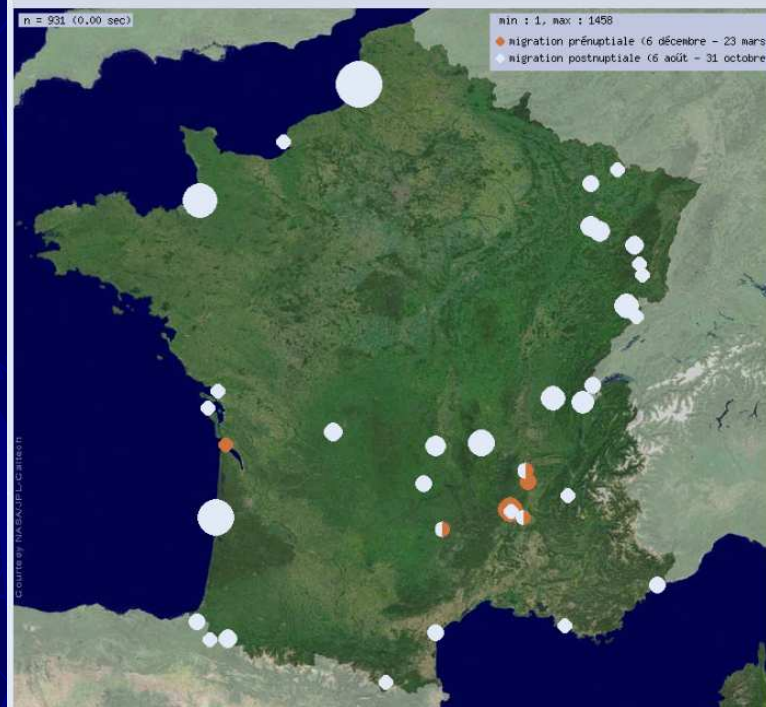 n = 931 (0.00 sec)
min : 1, max : 1458
migration prénuptiale (6 décembre - 23 mars
migration postnuptiale (6 août - 31 octobre
Courtesy NASA/JPL-Caltech